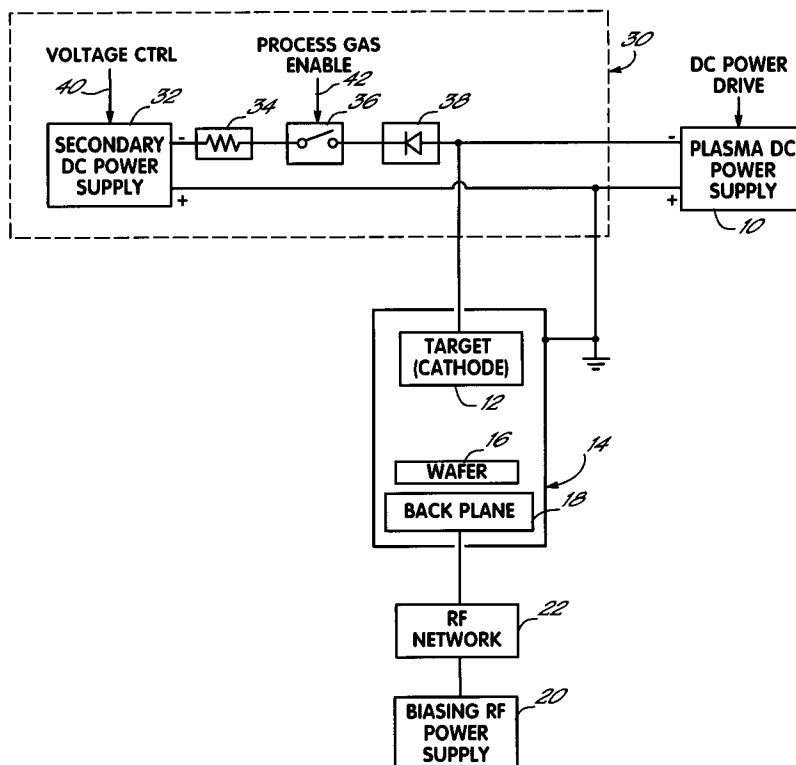 VOLTAGE CTRL
40
32
SECONDARY
DC POWER
SUPPLY
-
+
34
PROCESS GAS
ENABLE
42
36
38
30
DC POWER
DRIVE
-
+
PLASMA DC
POWER
SUPPLY
10
TARGET
(CATHODE)
12
16
WAFER
14
BACK PLANE
18
RF
NETWORK
22
BIASING RF
POWER
SUPPLY
20